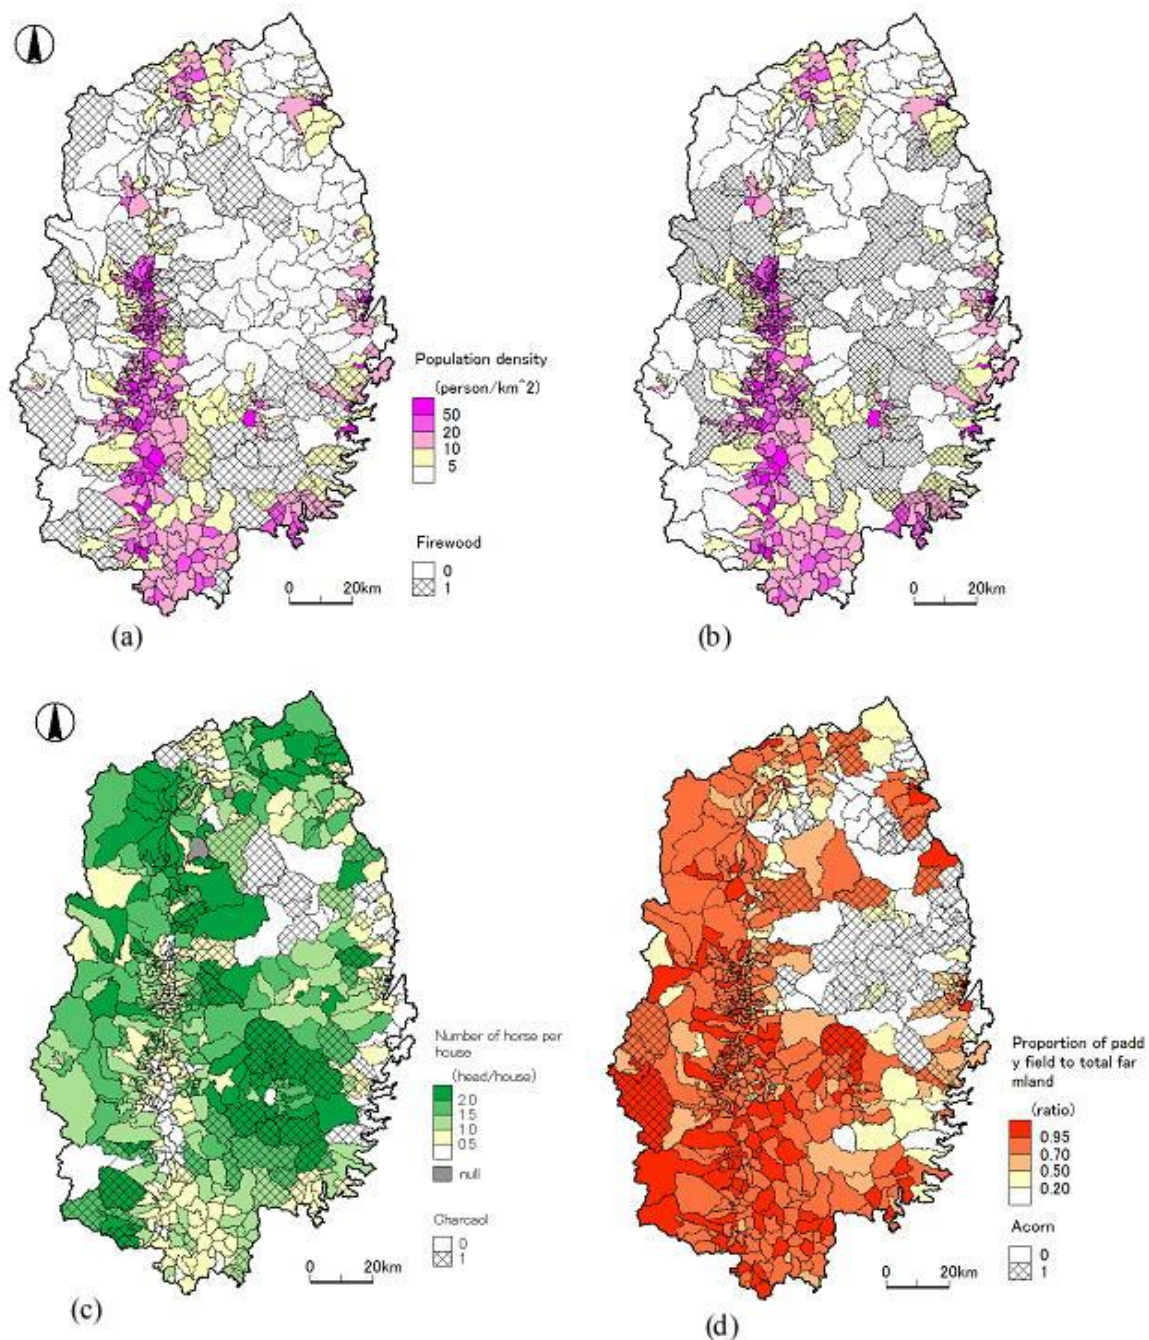 Population density
(person/km^2)
50
20
10
5
Firewood
0
1
0 20km
0 20km
(a)
(b)
Number of horse per
house
(head/house)
2.0
1.5
1.0
0.5
null
Charcaol
0
1
0 20km
(c)
Proportion of padd
y field to total far
mland
(ratio)
0.95
0.70
0.50
0.20
Acorn
0
1
0 20km
(d)